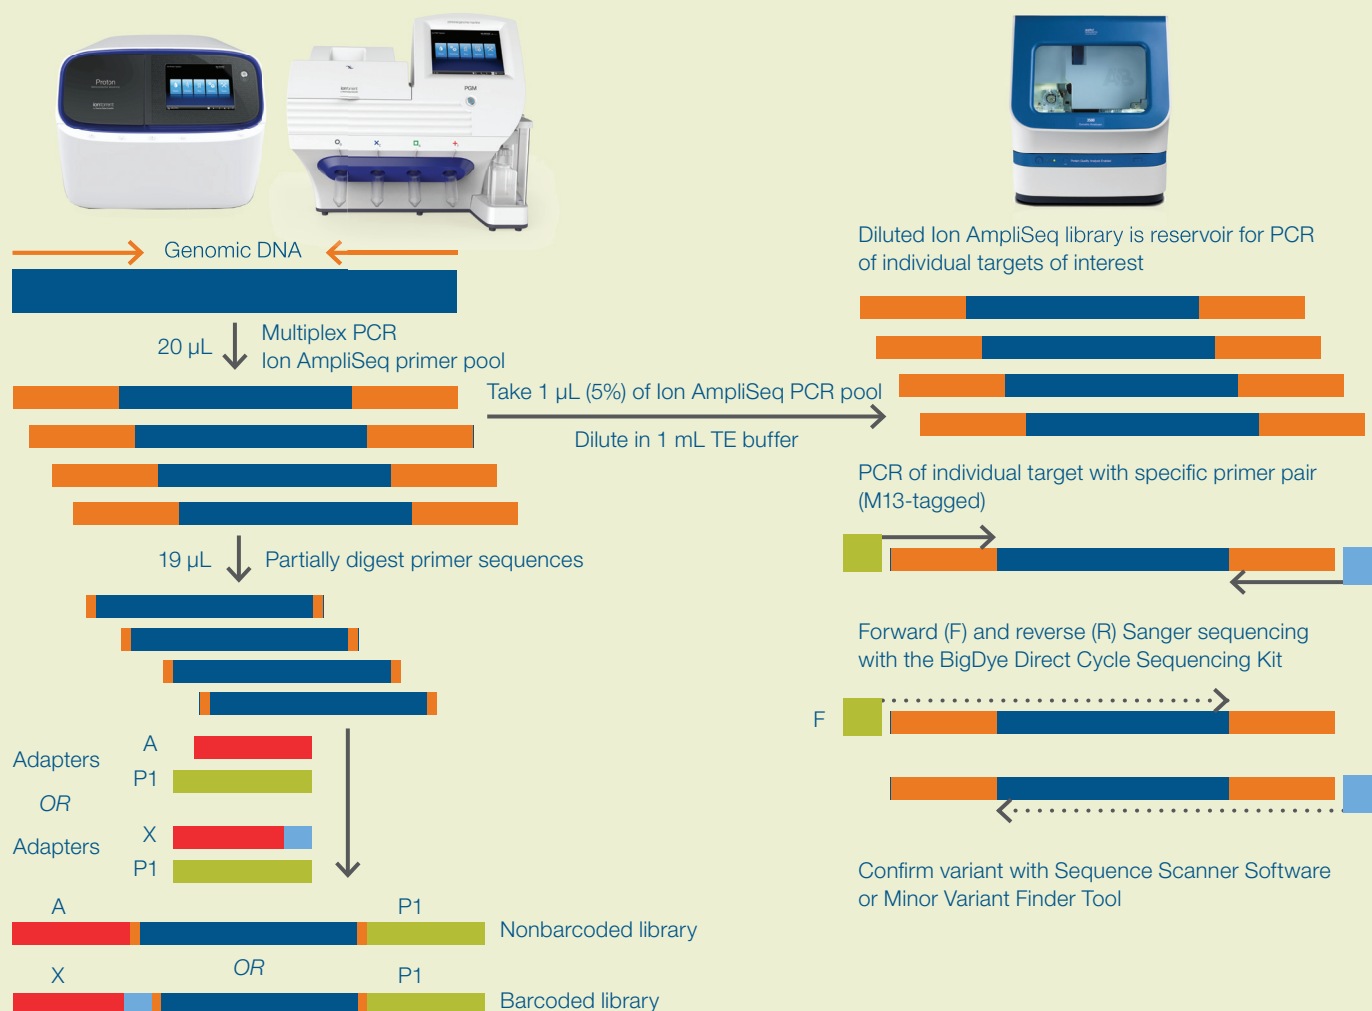 Proton
iontorrent
PGM
iontorrent
Genomic DNA
20 µL
Multiplex PCR
Ion AmpliSeq primer pool
Take 1 µL (5%) of Ion AmpliSeq PCR pool
Dilute in 1 mL TE buffer
19 µL
Partially digest primer sequences
Adapters
A
P1
OR
Adapters
X
P1
A
P1
Nonbarcoded library
OR
X
P1
Barcoded library
Diluted Ion AmpliSeq library is reservoir for PCR
of individual targets of interest
PCR of individual target with specific primer pair
(M13-tagged)
Forward (F) and reverse (R) Sanger sequencing
with the BigDye Direct Cycle Sequencing Kit
F
Confirm variant with Sequence Scanner Software
or Minor Variant Finder Tool